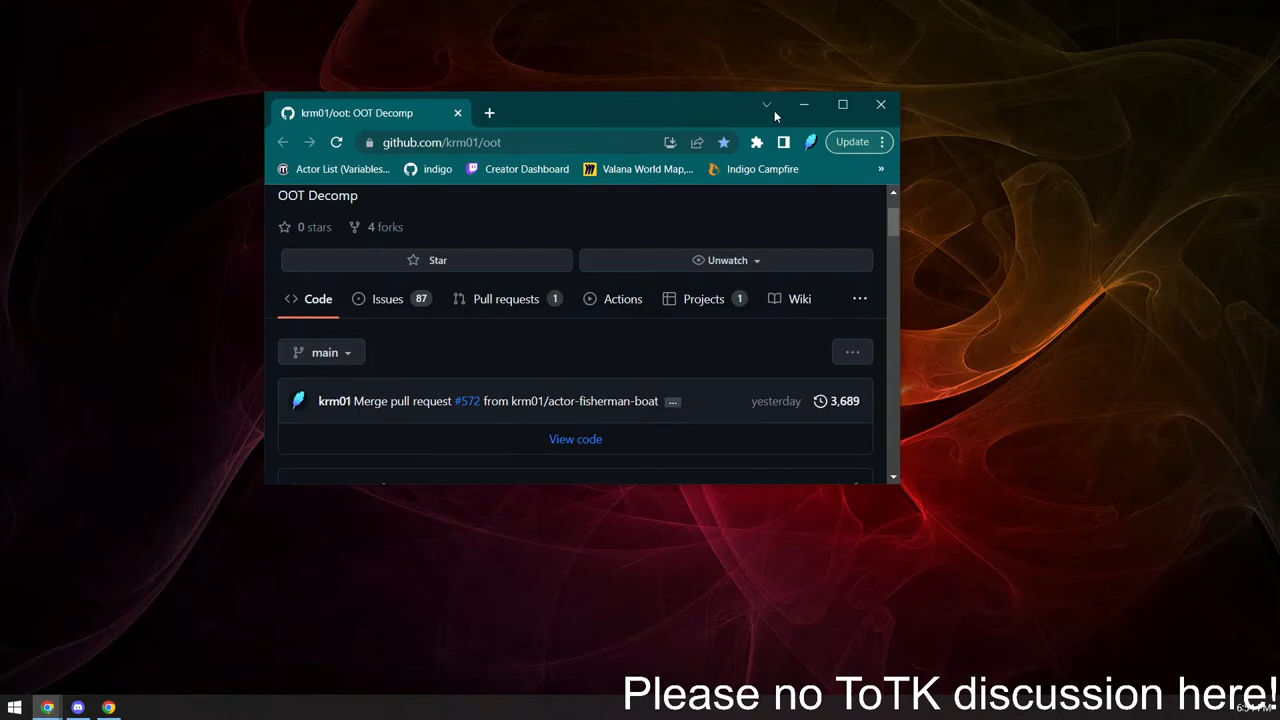 krm01/oot: OOT Decomp
github.com/krm01/oot
Update
Actor List (Variables...
indigo
Creator Dashboard
Valana World Map,...
Indigo Campfire
»
OOT Decomp
0 stars
4 forks
Star
Unwatch
<> Code
Issues 87
Pull requests 1
Actions
Projects 1
Wiki
...
main
...
krm01 Merge pull request #572 from krm01/actor-fisherman-boat ...
yesterday
3,689
View code
Please no ToTK discussion here!